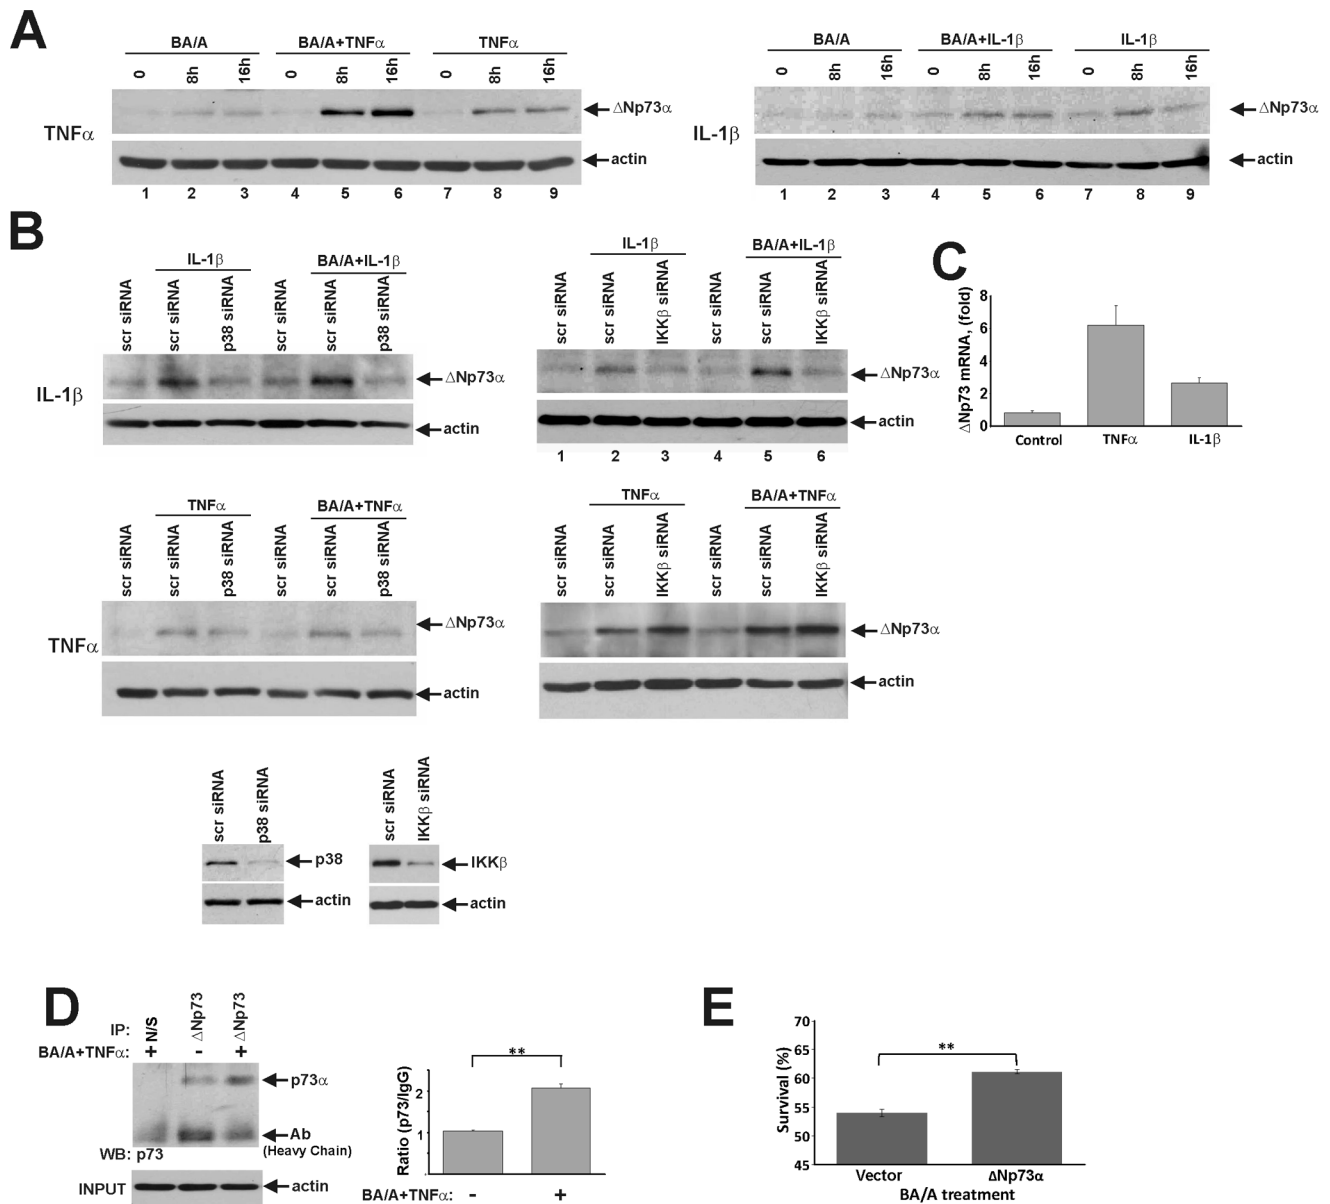 A
BA/A BA/A+TNFα TNFα
0 8h 16h 0 8h 16h 0 8h 16h
TNFα
ΔNp73α
actin
1 2 3 4 5 6 7 8 9
BA/A BA/A+IL-1β IL-1β
0 8h 16h 0 8h 16h 0 8h 16h
IL-1β
ΔNp73α
actin
1 2 3 4 5 6 7 8 9
B
IL-1β BA/A+IL-1β
scr siRNA scr siRNA p38 siRNA scr siRNA scr siRNA p38 siRNA
IL-1β
ΔNp73α
actin
IL-1β BA/A+IL-1β
scr siRNA scr siRNA IKKβ siRNA scr siRNA scr siRNA IKKβ siRNA
ΔNp73α
actin
1 2 3 4 5 6
C
ΔNp73 mRNA, (fold)
8
6
4
2
0
Control TNFα IL-1β
TNFα BA/A+TNFα
scr siRNA scr siRNA p38 siRNA scr siRNA scr siRNA p38 siRNA
TNFα
ΔNp73α
actin
TNFα BA/A+TNFα
scr siRNA scr siRNA IKKβ siRNA scr siRNA scr siRNA IKKβ siRNA
ΔNp73α
actin
scr siRNA p38 siRNA
p38
actin
scr siRNA IKKβ siRNA
IKKβ
actin
D
IP: N/S ΔNp73 ΔNp73
BA/A+TNFα: + - +
p73α
Ab
(Heavy Chain)
WB: p73
INPUT actin
Ratio (p73/IgG)
2
1
**
BA/A+TNFα: - +
E
Survival (%)
70
65
60
55
50
45
**
Vector ΔNp73α
BA/A treatment